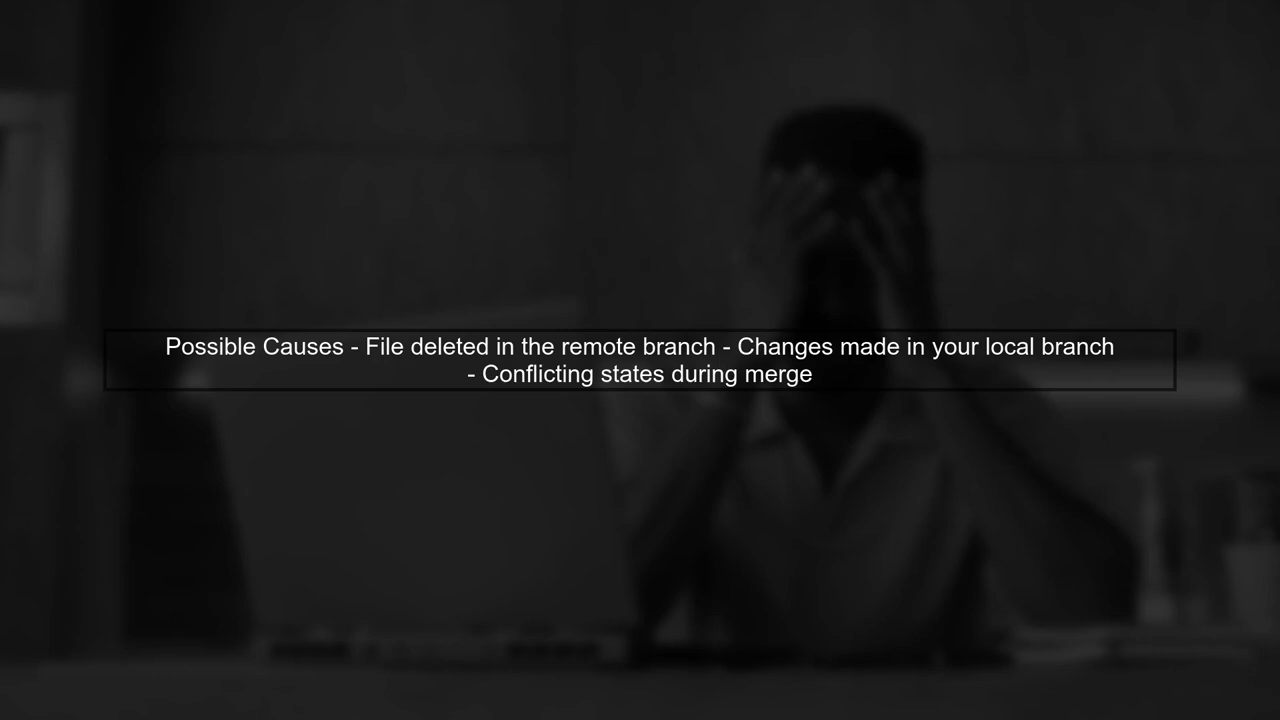 Possible Causes - File deleted in the remote branch - Changes made in your local branch
- Conflicting states during merge